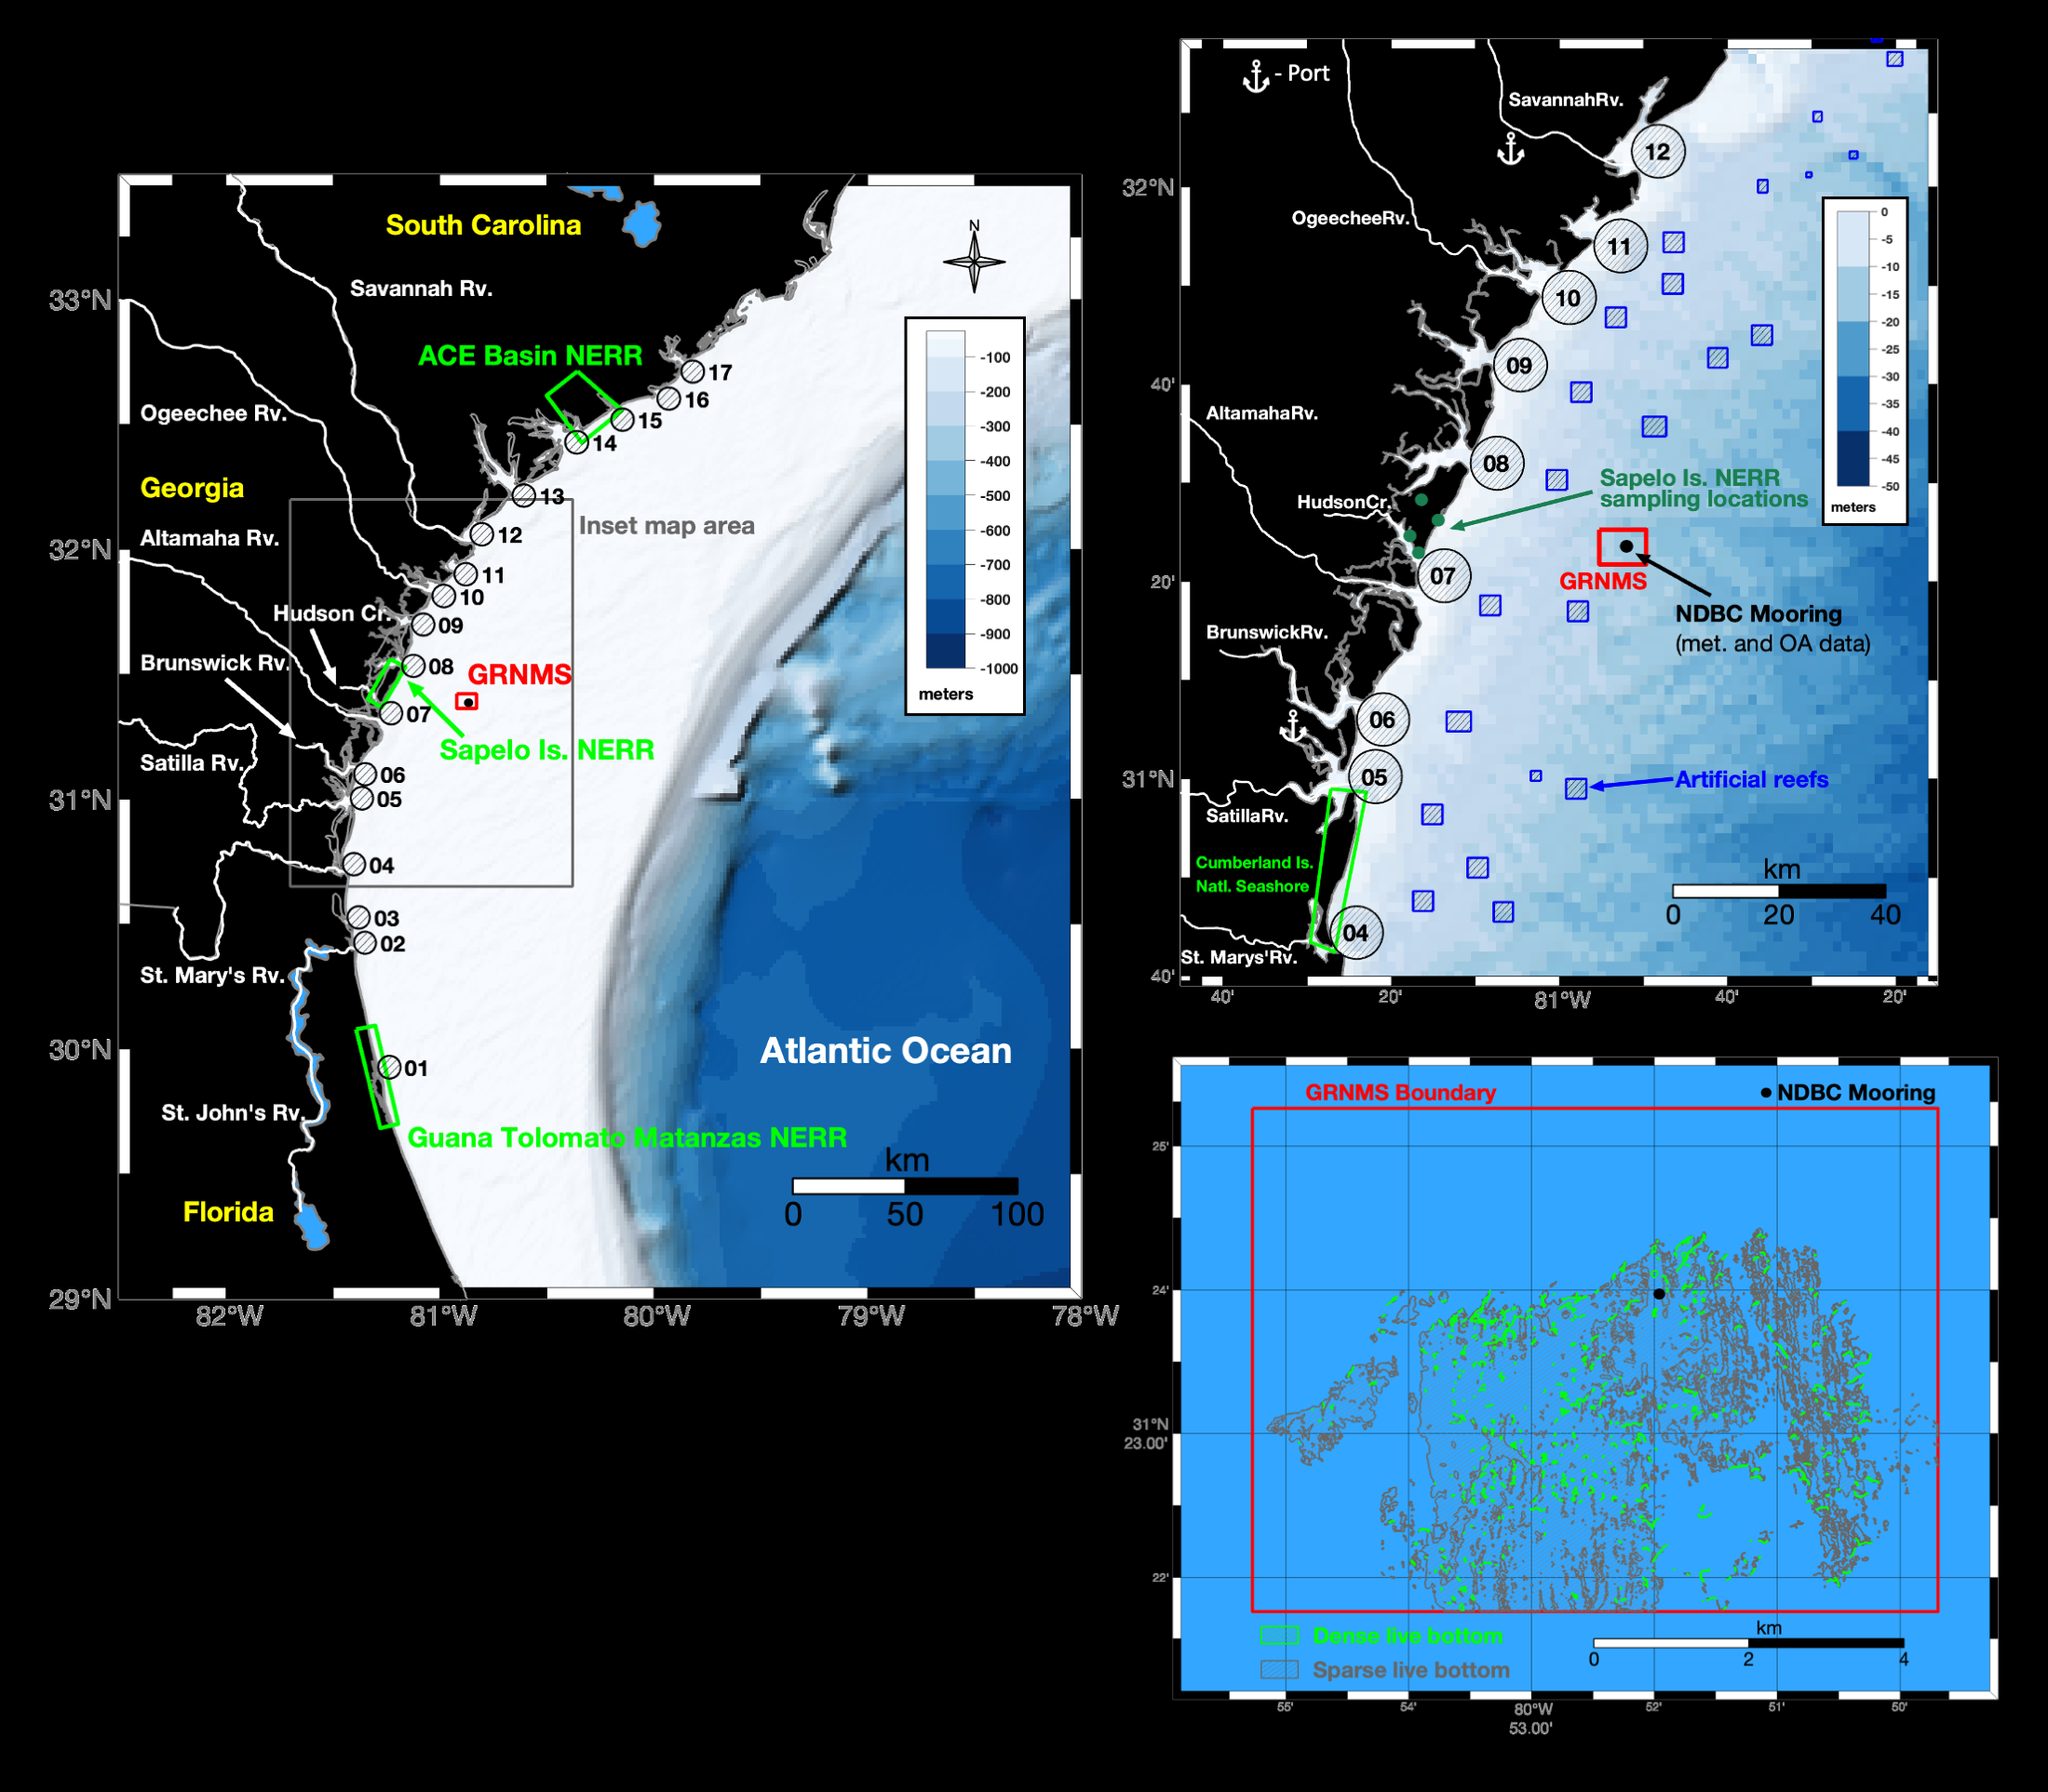 South Carolina
N
Savannah Rv.
33°N
ACE Basin NERR
-100
-200
-300
-400
-500
-600
-700
-800
-900
-1000
meters
17
16
15
14
13
Ogeechee Rv.
Georgia
Inset map area
12
Altamaha Rv.
32°N
11
10
Hudson Cr.
09
Brunswick Rv.
08
GRNMS
07
Sapelo Is. NERR
Satilla Rv.
06
05
31°N
04
03
02
St. Mary's Rv.
30°N
Atlantic Ocean
01
St. John's Rv.
Guana Tolomato Matanzas NERR
km
0 50 100
Florida
29°N
82°W 81°W 80°W 79°W 78°W
- Port
SavannahRv.
12
32°N
OgeecheeRv.
11
10
0
-5
-10
-15
-20
-25
-30
-35
-40
-45
-50
meters
09
40'
AltamahaRv.
08
Sapelo Is. NERR
sampling locations
HudsonCr.
07
20'
GRNMS
NDBC Mooring
(met. and OA data)
BrunswickRv.
06
05
31°N
Artificial reefs
SatillaRv.
Cumberland Is.
Natl. Seashore
km
0 20 40
04
St. Marys'Rv.
40'
40' 20' 81°W 40' 20'
GRNMS Boundary
NDBC Mooring
25'
24'
31°N
23.00'
22'
Dense live bottom
Sparse live bottom
km
0 2 4
55' 54' 80°W 52' 51' 50'
53.00'